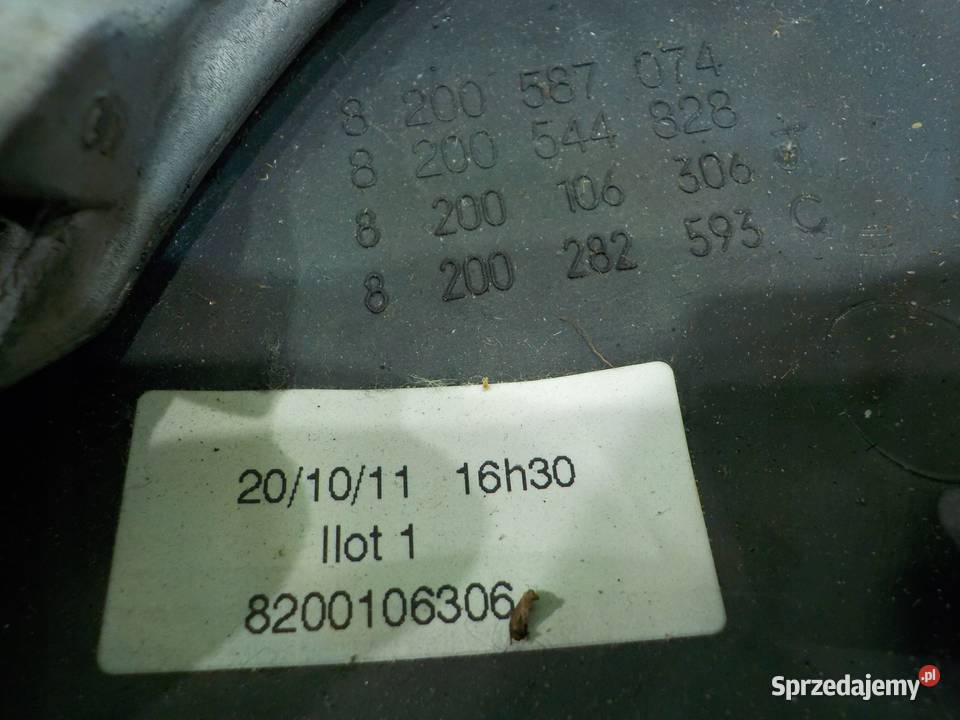 8 200 587 074
8 200 544 828
8 200 106 306 J
8 200 282 593 C
20/10/11 16h30
Ilot 1
8200106306
Sprzedajemy.pl